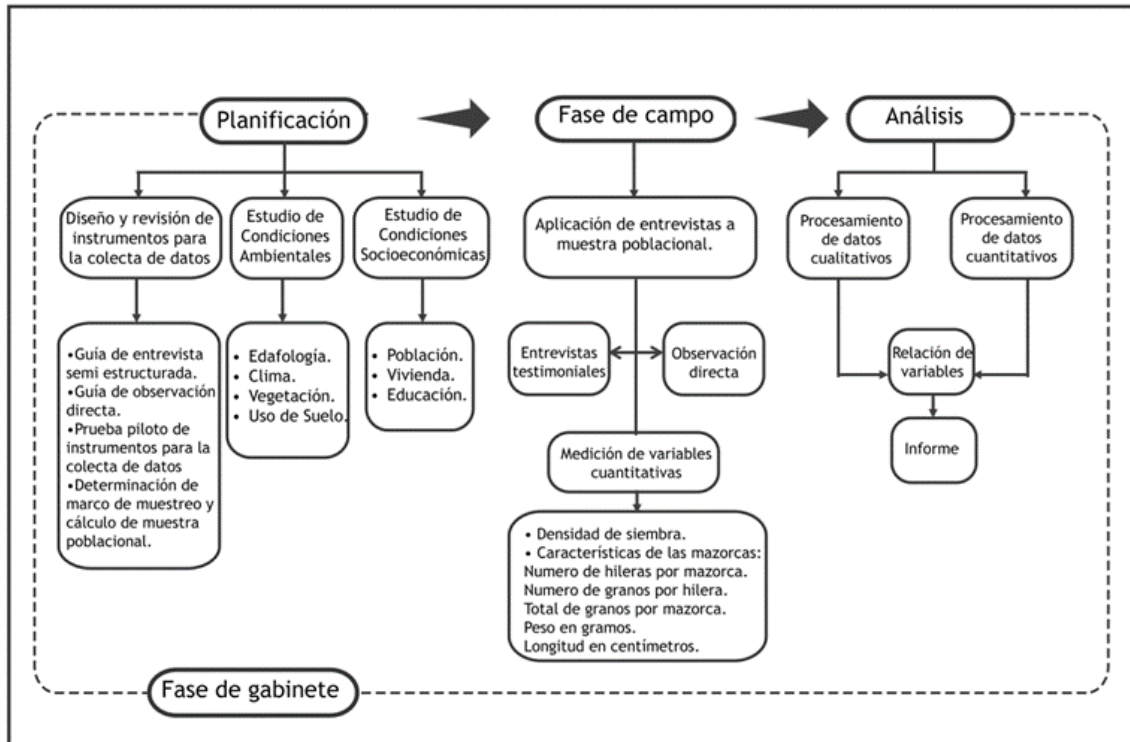 Planificación
Fase de campo
Análisis
Diseño y revisión de
instrumentos para
la colecta de datos
Estudio de
Condiciones
Ambientales
Estudio de
Condiciones
Socioeconómicas
Aplicación de entrevistas a
muestra poblacional.
Procesamiento
de datos
cualitativos
Procesamiento
de datos
cuantitativos
•Guía de entrevista
semi estructurada.
•Guía de observación
directa.
•Prueba piloto de
instrumentos para la
colecta de datos
•Determinación de
marco de muestreo y
cálculo de muestra
poblacional.
• Edafología.
• Clima.
• Vegetación.
• Uso de Suelo.
• Población.
• Vivienda.
• Educación.
Entrevistas
testimoniales
Observación
directa
Relación de
variables
Informe
Medición de variables
cuantitativas
• Densidad de siembra.
• Características de las mazorcas:
Numero de hileras por mazorca.
Numero de granos por hilera.
Total de granos por mazorca.
Peso en gramos.
Longitud en centímetros.
Fase de gabinete